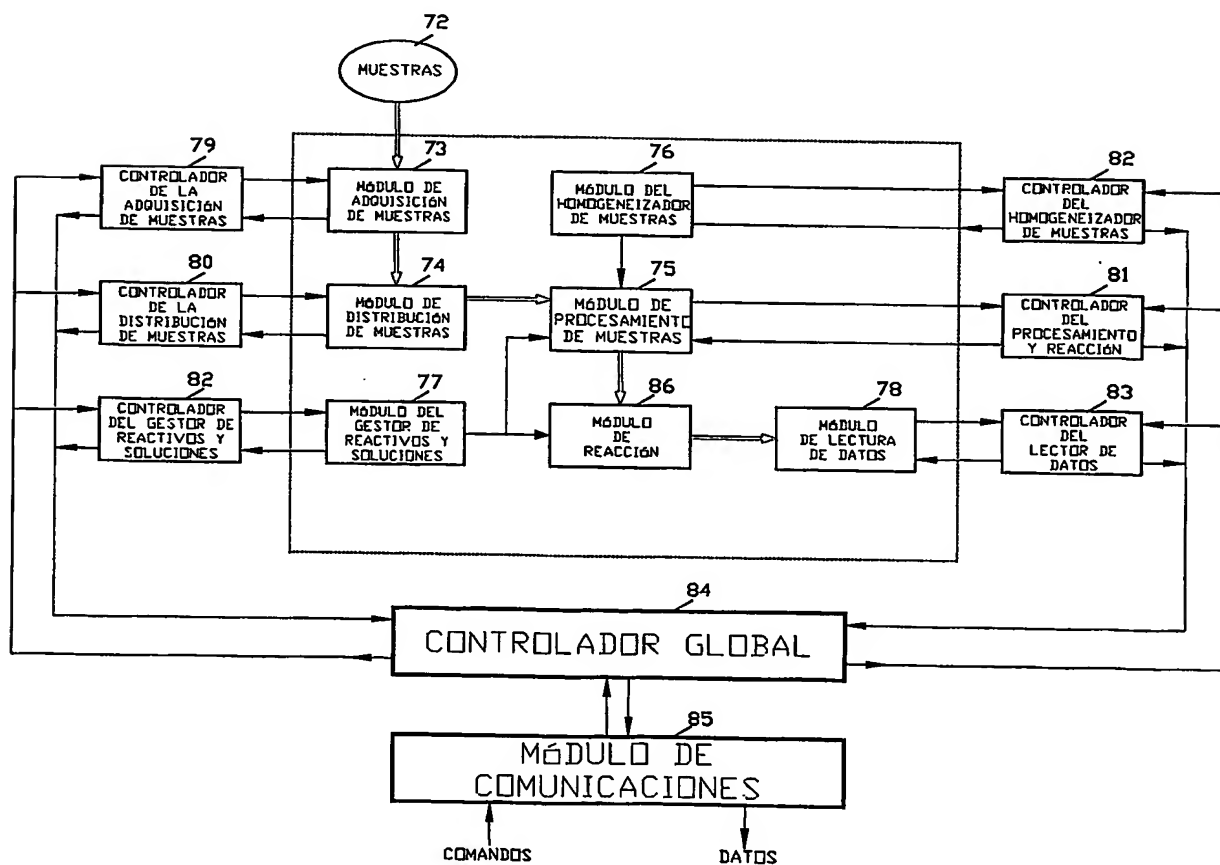 72
MUESTRAS
79
CONTROLADOR
DE LA
ADQUISICIÓN
DE MUESTRAS
73
MÓDULO DE
ADQUISICIÓN
DE MUESTRAS
76
MÓDULO DEL
HOMOGENEIZADOR
DE MUESTRAS
82
CONTROLADOR
DEL
HOMOGENEIZADOR
DE MUESTRAS
80
CONTROLADOR
DE LA
DISTRIBUCIÓN
DE MUESTRAS
74
MÓDULO DE
DISTRIBUCIÓN
DE MUESTRAS
75
MÓDULO DE
PROCESAMIENTO
DE MUESTRAS
81
CONTROLADOR
DEL
PROCESAMIENTO
Y REACCIÓN
82
CONTROLADOR
DEL GESTOR DE
REACTIVOS Y
SOLUCIONES
77
MÓDULO DEL
GESTOR DE
REACTIVOS Y
SOLUCIONES
86
MÓDULO
DE
REACCIÓN
78
MÓDULO
DE LECTURA
DE DATOS
83
CONTROLADOR
DEL
LECTOR DE
DATOS
84
CONTROLADOR GLOBAL
85
MÓDULO DE
COMUNICACIONES
COMANDOS
DATOS